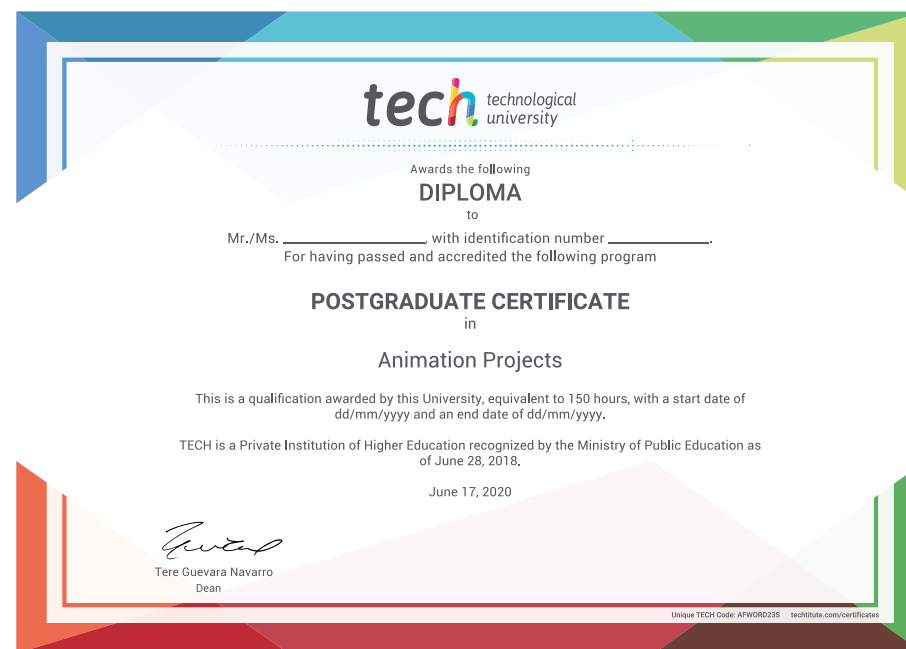 tech technological
university
Awards the following
DIPLOMA
to
Mr./Ms. ____________________, with identification number ______________.
For having passed and accredited the following program
POSTGRADUATE CERTIFICATE
in
Animation Projects
This is a qualification awarded by this University, equivalent to 150 hours, with a start date of
dd/mm/yyyy and an end date of dd/mm/yyyy.
TECH is a Private Institution of Higher Education recognized by the Ministry of Public Education as
of June 28, 2018.
June 17, 2020
Tere Guevara Navarro
Dean
Unique TECH Code: AFWORD23S techtitute.com/certificates